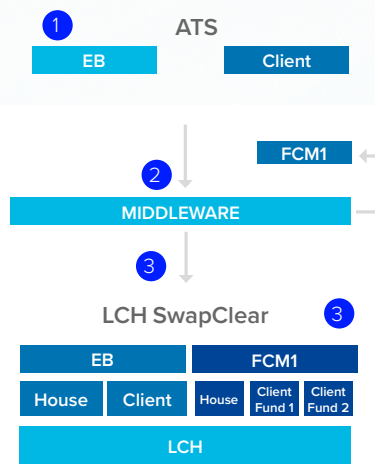 1
ATS
EB
Client
FCM1
2
MIDDLEWARE
3
LCH SwapClear
3
EB
FCM1
House
Client
House
Client
Fund 1
Client
Fund 2
LCH